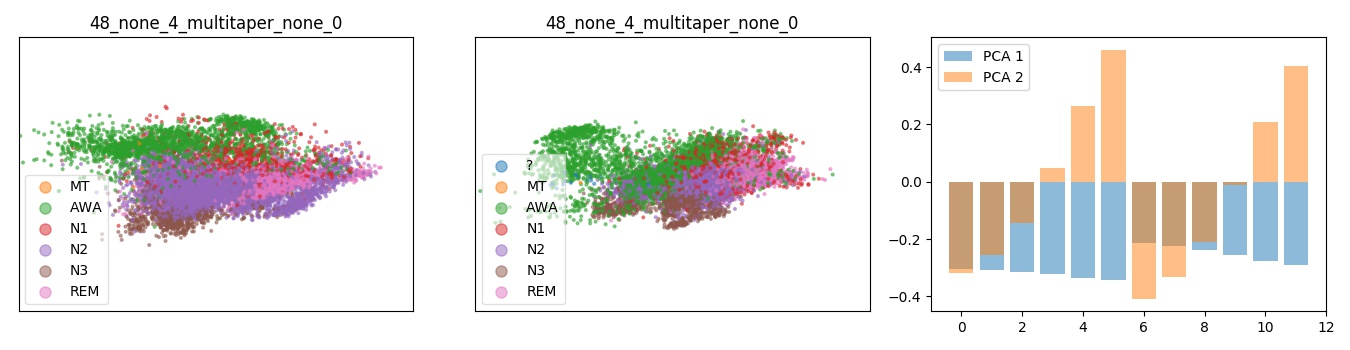 48_none_4_multitaper_none_0
MT
AWA
N1
N2
N3
REM
48_none_4_multitaper_none_0
?
MT
AWA
N1
N2
N3
REM
PCA 1
PCA 2
0.4
0.2
0.0
−0.2
−0.4
0 2 4 6 8 10 12